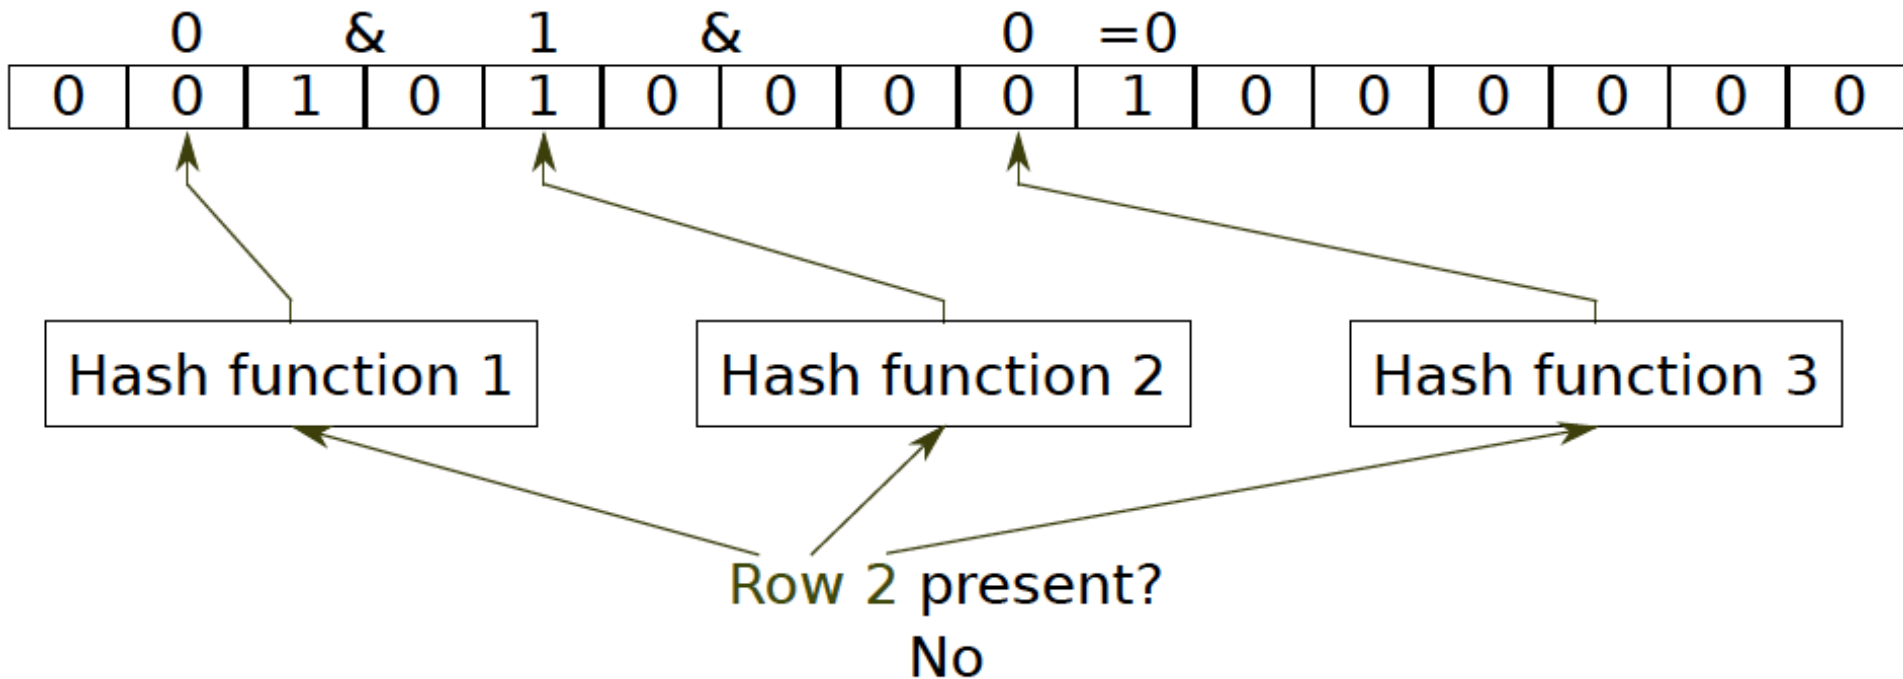 0 & 1 & 0 =0
0 0 1 0 1 0 0 0 0 1 0 0 0 0 0 0
Hash function 1 Hash function 2 Hash function 3
Row 2 present?
No